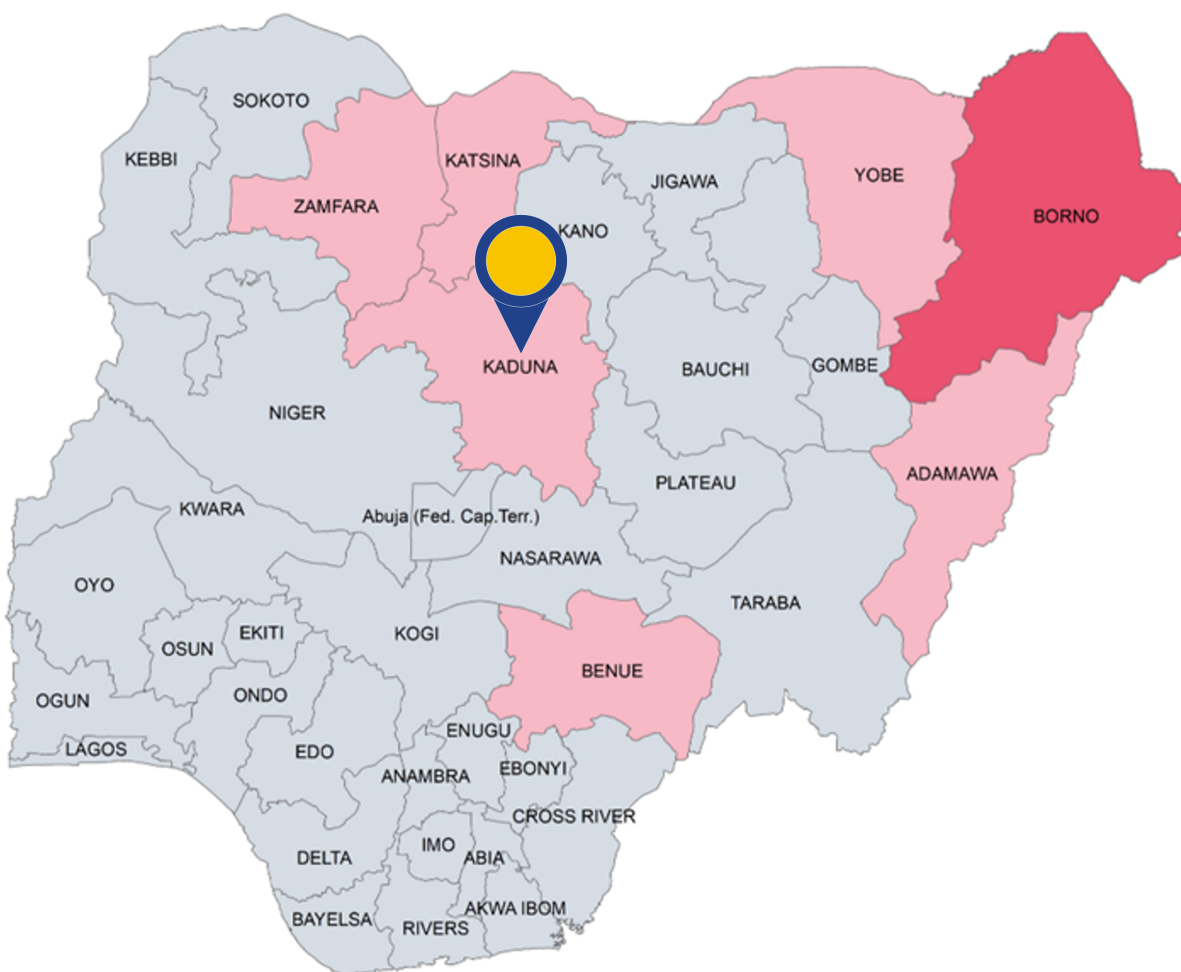 SOKOTO
KEBBI
KATSINA
ZAMFARA
JIGAWA
YOBE
BORNO
KANO
KADUNA
BAUCHI
GOMBE
NIGER
ADAMAWA
PLATEAU
KWARA
Abuja (Fed. Cap.Terr.)
NASARAWA
OYO
TARABA
EKITI
KOGI
OSUN
BENUE
ONDO
OGUN
ENUGU
LAGOS
EDO
EBONYI
ANAMBRA
CROSS RIVER
IMO
DELTA
ABIA
AKWA IBOM
BAYELSA
RIVERS